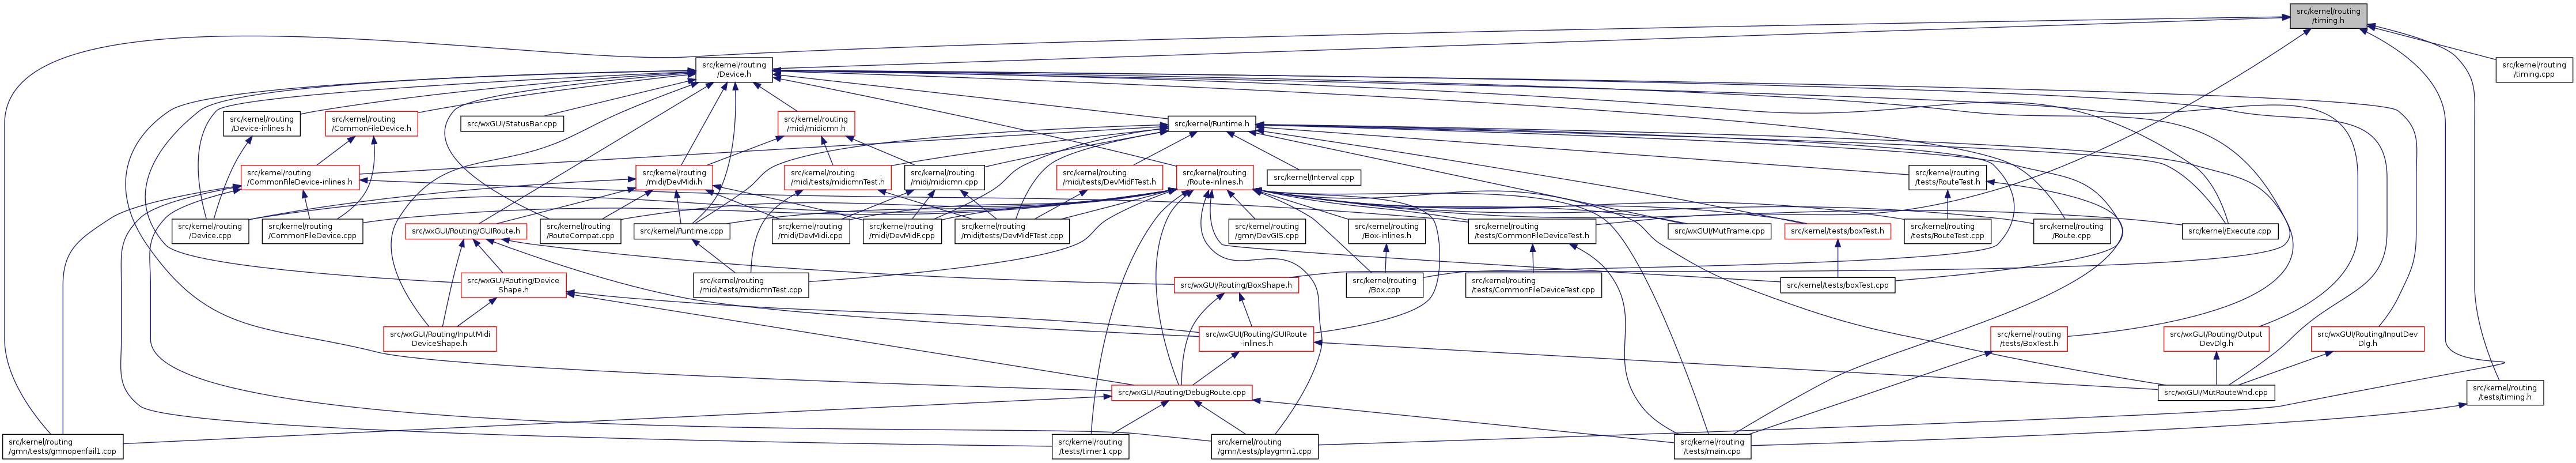 src/kernel/routing
/timing.h
src/kernel/routing
/Device.h
src/kernel/routing
/timing.cpp
src/kernel/routing
/Device-inlines.h
src/kernel/routing
/CommonFileDevice.h
src/wxGUI/StatusBar.cpp
src/kernel/routing
/midi/midicmn.h
src/kernel/Runtime.h
src/kernel/routing
/CommonFileDevice-inlines.h
src/kernel/routing
/midi/DevMidi.h
src/kernel/routing
/midi/tests/midicmnTest.h
src/kernel/routing
/midi/midicmn.cpp
src/kernel/routing
/midi/tests/DevMidFTest.h
src/kernel/routing
/Route-inlines.h
src/kernel/Interval.cpp
src/kernel/routing
/tests/RouteTest.h
src/kernel/routing
/Device.cpp
src/kernel/routing
/CommonFileDevice.cpp
src/wxGUI/Routing/GUIRoute.h
src/kernel/routing
/RouteCompat.cpp
src/kernel/Runtime.cpp
src/kernel/routing
/midi/DevMidi.cpp
src/kernel/routing
/midi/DevMidF.cpp
src/kernel/routing
/midi/tests/DevMidFTest.cpp
src/kernel/routing
/gmn/DevGIS.cpp
src/kernel/routing
/Box-inlines.h
src/kernel/routing
/tests/CommonFileDeviceTest.h
src/wxGUI/MutFrame.cpp
src/kernel/tests/boxTest.h
src/kernel/routing
/tests/RouteTest.cpp
src/kernel/routing
/Route.cpp
src/kernel/Execute.cpp
src/wxGUI/Routing/Device
Shape.h
src/kernel/routing
/midi/tests/midicmnTest.cpp
src/wxGUI/Routing/BoxShape.h
src/kernel/routing
/Box.cpp
src/kernel/routing
/tests/CommonFileDeviceTest.cpp
src/kernel/tests/boxTest.cpp
src/wxGUI/Routing/InputMidi
DeviceShape.h
src/wxGUI/Routing/GUIRoute
-inlines.h
src/kernel/routing
/tests/BoxTest.h
src/wxGUI/Routing/Output
DevDlg.h
src/wxGUI/Routing/InputDev
Dlg.h
src/wxGUI/Routing/DebugRoute.cpp
src/wxGUI/MutRouteWnd.cpp
src/kernel/routing
/tests/timing.h
src/kernel/routing
/gmn/tests/gmnopenfail1.cpp
src/kernel/routing
/tests/timer1.cpp
src/kernel/routing
/gmn/tests/playgmn1.cpp
src/kernel/routing
/tests/main.cpp